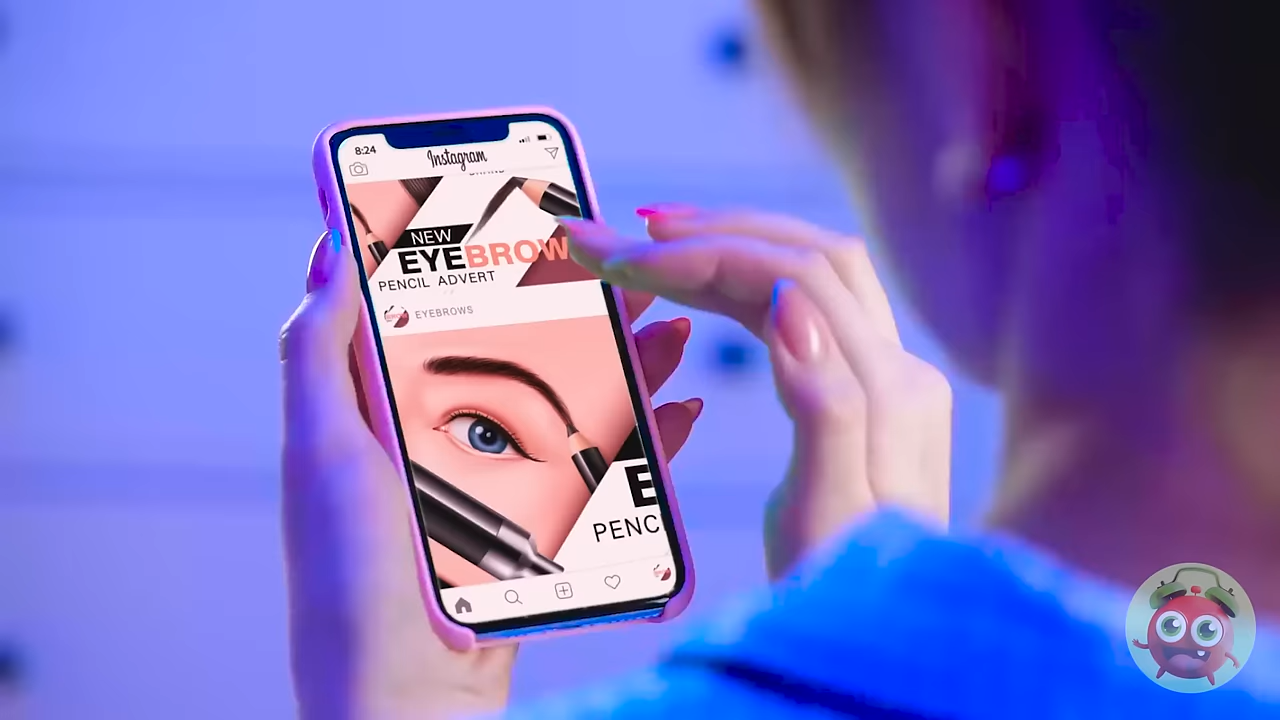 8:24
Instagram
NEW
EYEBROW
PENCIL ADVERT
EYEBROWS
E
PENC